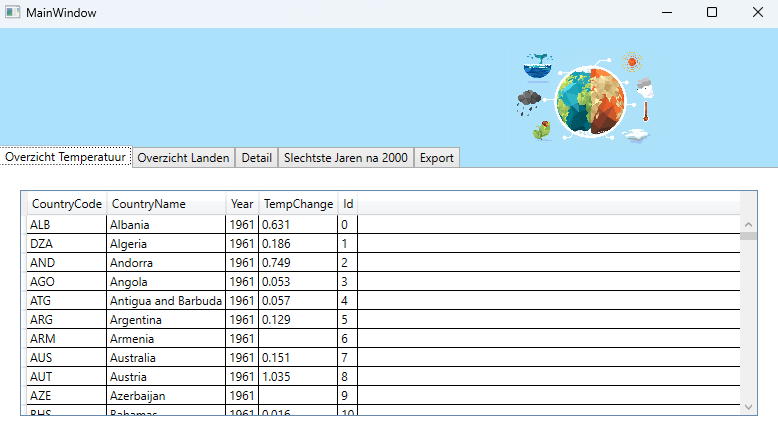 MainWindow
Overzicht Temperatuur Overzicht Landen Detail Slechtste Jaren na 2000 Export
CountryCode CountryName Year TempChange Id
ALB Albania 1961 0.631 0
DZA Algeria 1961 0.186 1
AND Andorra 1961 0.749 2
AGO Angola 1961 0.053 3
ATG Antigua and Barbuda 1961 0.057 4
ARG Argentina 1961 0.129 5
ARM Armenia 1961 6
AUS Australia 1961 0.151 7
AUT Austria 1961 1.035 8
AZE Azerbaijan 1961 9
BHS Bahamas 1961 0.016 10